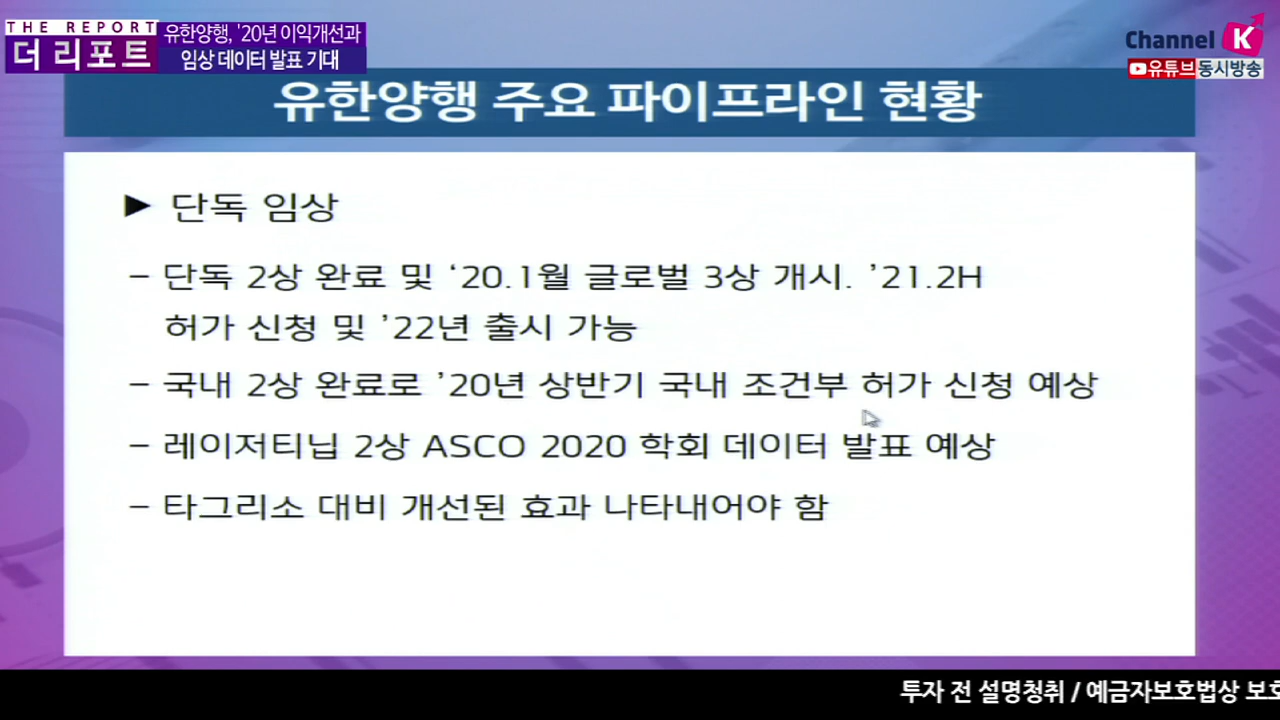 THE REPORT
더 리포트
유한양행, '20년 이익개선과
임상 데이터 발표 기대
Channel K
유튜브 동시방송
유한양행 주요 파이프라인 현황
▶ 단독 임상
– 단독 2상 완료 및 ‘20.1월 글로벌 3상 개시. ’21.2H
허가 신청 및 ’22년 출시 가능
– 국내 2상 완료로 ’20년 상반기 국내 조건부 허가 신청 예상
– 레이저티닙 2상 ASCO 2020 학회 데이터 발표 예상
– 타그리소 대비 개선된 효과 나타내어야 함
투자 전 설명청취 / 예금자보호법상 보호